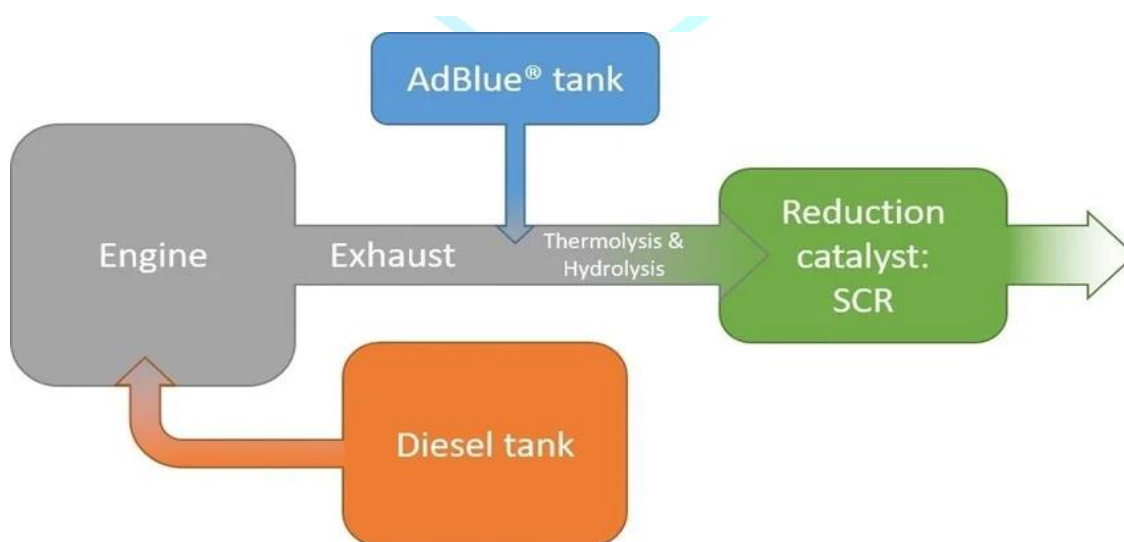 AdBlue® tank
Engine
Exhaust
Thermolysis &
Hydrolysis
Reduction
catalyst:
SCR
Diesel tank